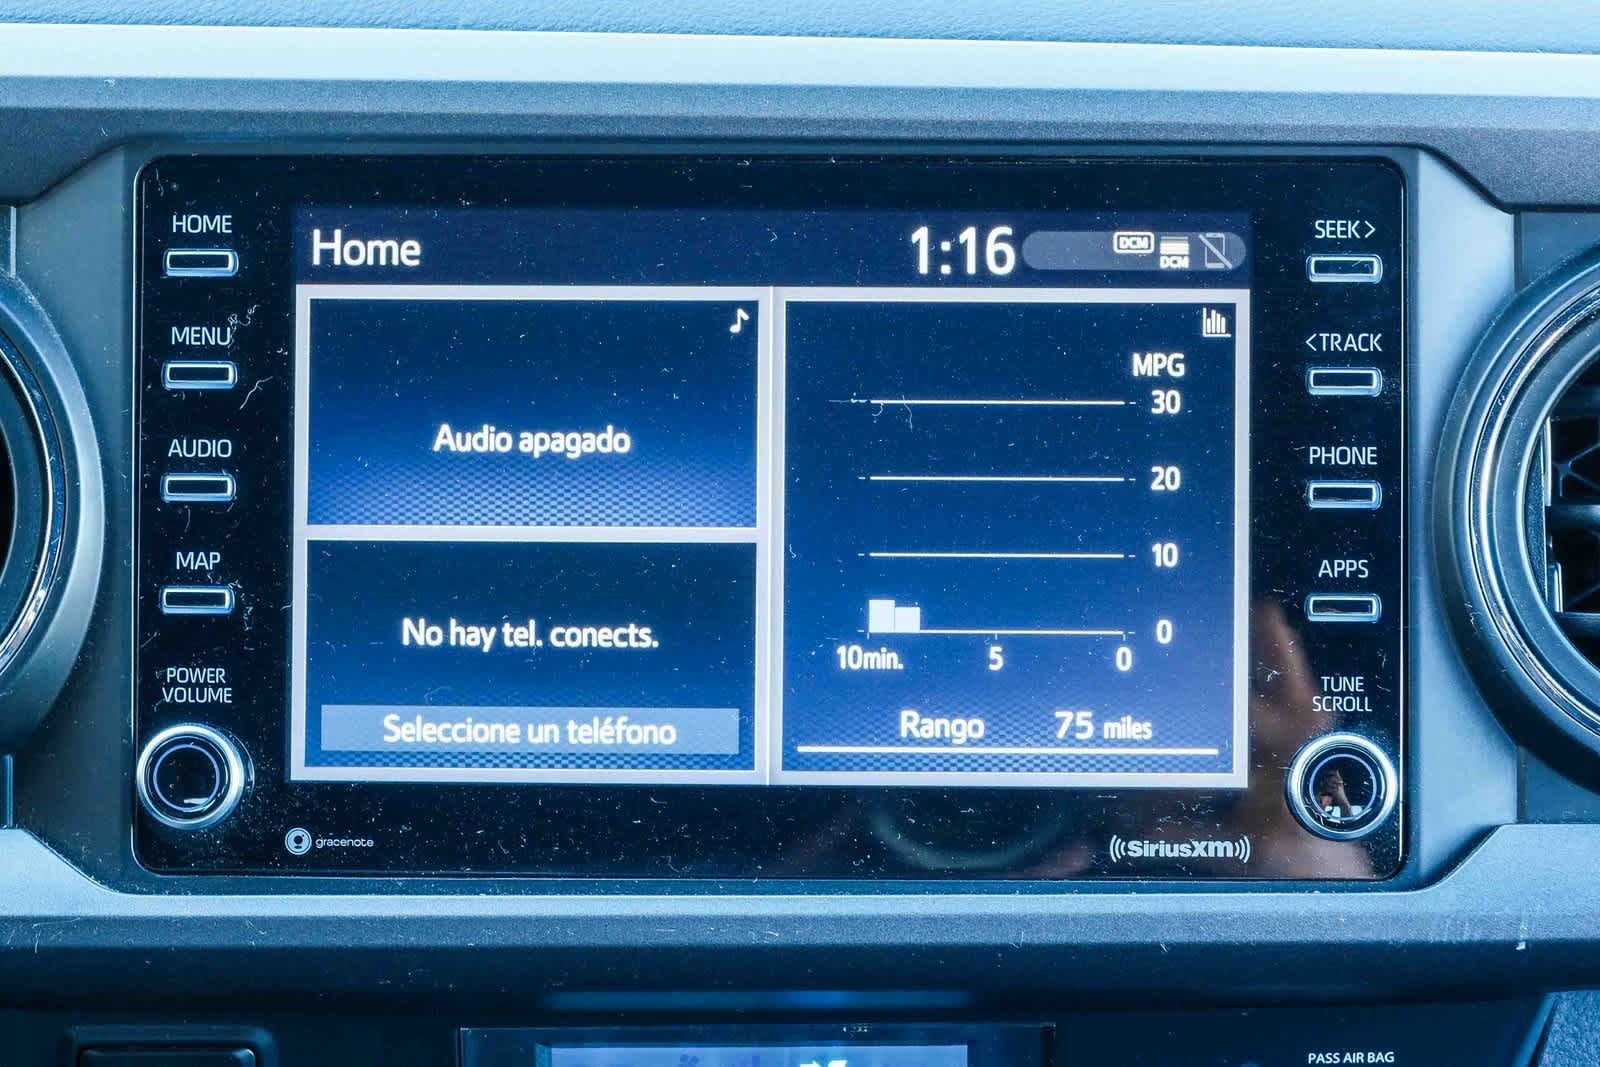 HOME
MENU
AUDIO
MAP
POWER
VOLUME
Home
1:16
DCM
DCM
Audio apagado
No hay tel. conects.
Seleccione un teléfono
MPG
30
20
10
0
10min. 5 0
Rango 75 miles
SEEK>
<TRACK
PHONE
APPS
TUNE
SCROLL
gracenote
((SiriusXM))
PASS AIR BAG